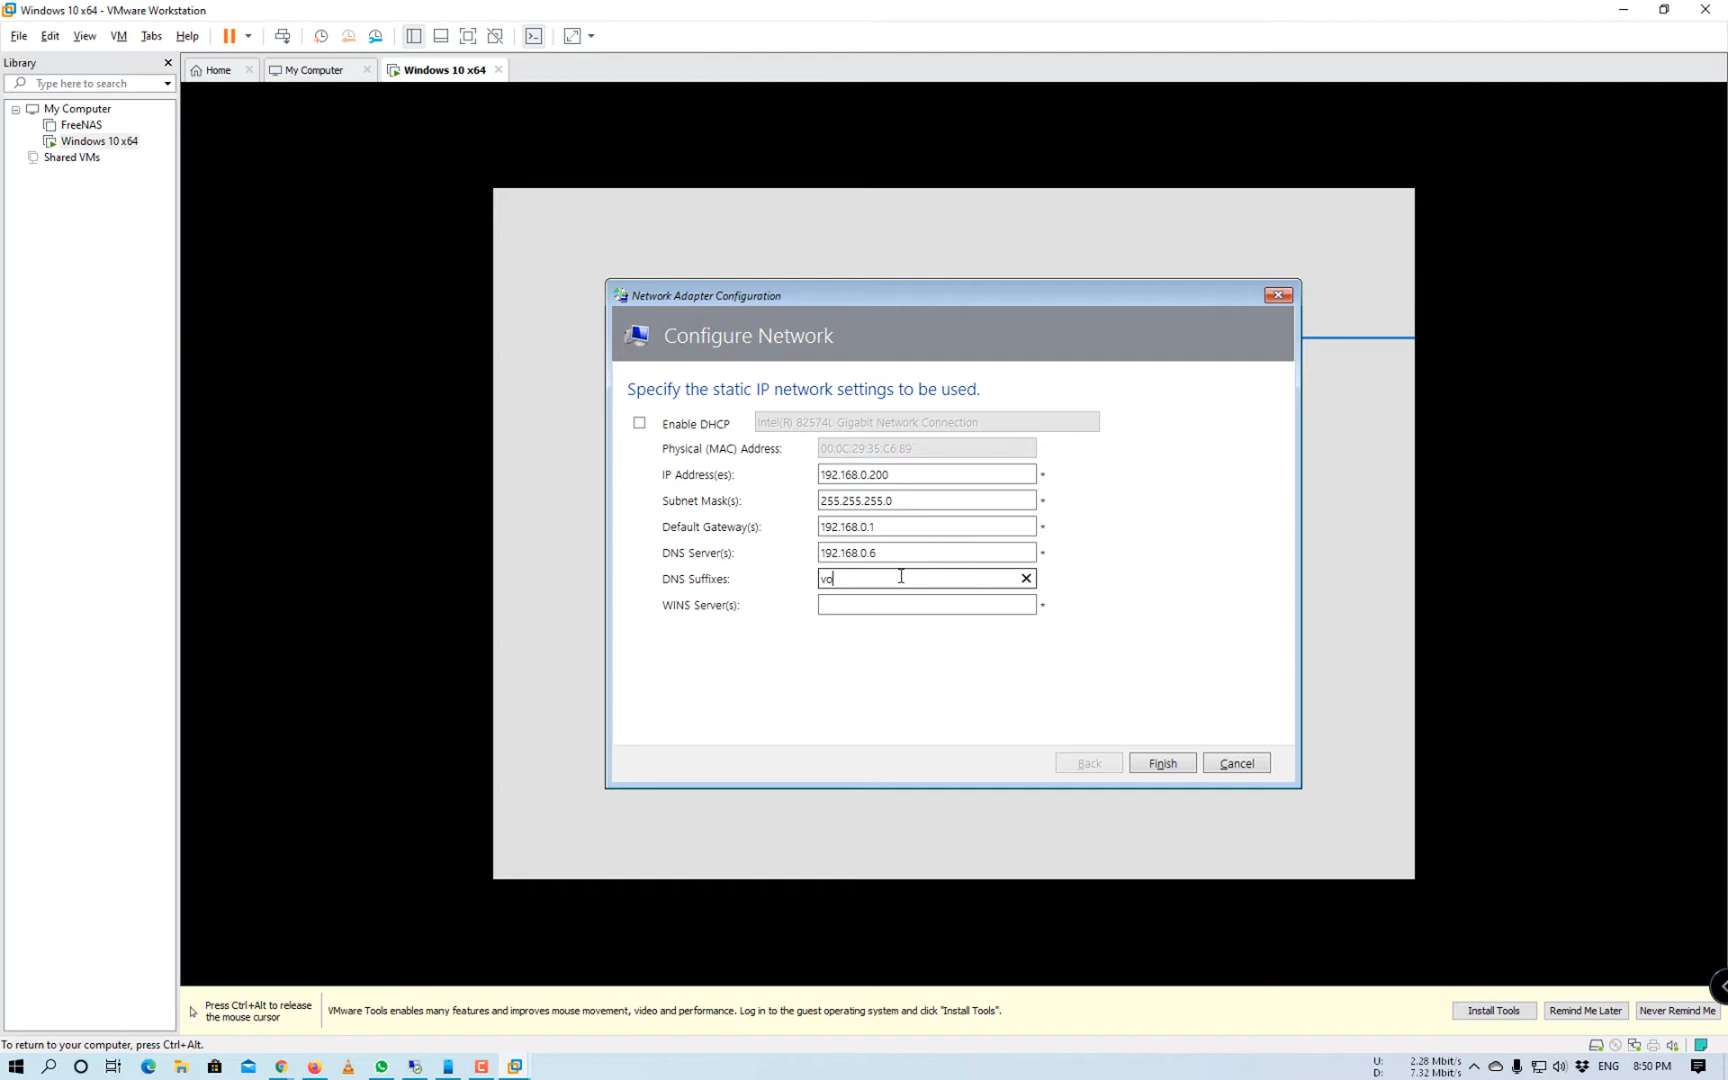 Windows 10 x64 - VMware Workstation
File Edit View VM Tabs Help
Library
Type here to search
My Computer
FreeNAS
Windows 10 x64
Shared VMs
Home My Computer Windows 10 x64
Network Adapter Configuration
Configure Network
Specify the static IP network settings to be used.
Enable DHCP Intel(R) 82574L Gigabit Network Connection
Physical (MAC) Address: 00:0C:29:35:C6:89
IP Address(es): 192.168.0.200 *
Subnet Mask(s): 255.255.255.0 *
Default Gateway(s): 192.168.0.1 *
DNS Server(s): 192.168.0.6 *
DNS Suffixes: vo
WINS Server(s): *
Back Finish Cancel
Press Ctrl+Alt to release
the mouse cursor
VMware Tools enables many features and improves mouse movement, video and performance. Log in to the guest operating system and click "Install Tools".
Install Tools Remind Me Later Never Remind Me
To return to your computer, press Ctrl+Alt.
U: 2.28 Mbit/s
D: 7.32 Mbit/s
ENG 8:50 PM